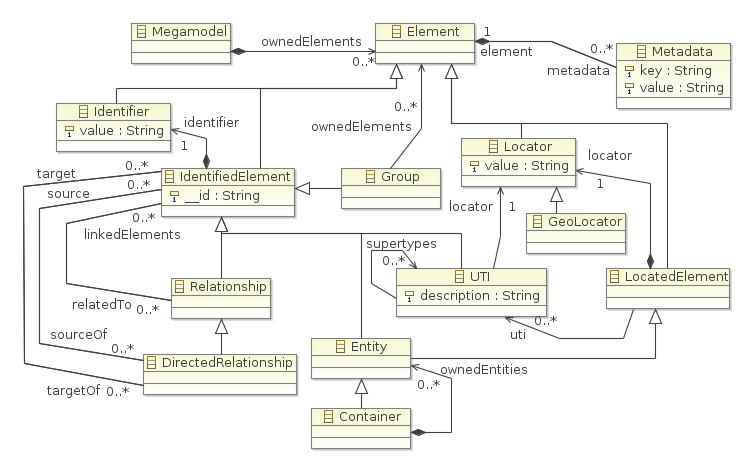 Megamodel
ownedElements
0..*
Element
1
element
0..*
metadata
Metadata
key : String
value : String
Identifier
value : String
identifier
1
0..*
ownedElements
Locator
value : String
locator
1
target
0..*
source
0..*
0..*
linkedElements
IdentifiedElement
__id : String
Group
locator
1
GeoLocator
supertypes
0..*
Relationship
relatedTo
0..*
UTI
description : String
LocatedElement
0..*
uti
sourceOf
0..*
Entity
DirectedRelationship
targetOf
0..*
ownedEntities
0..*
Container